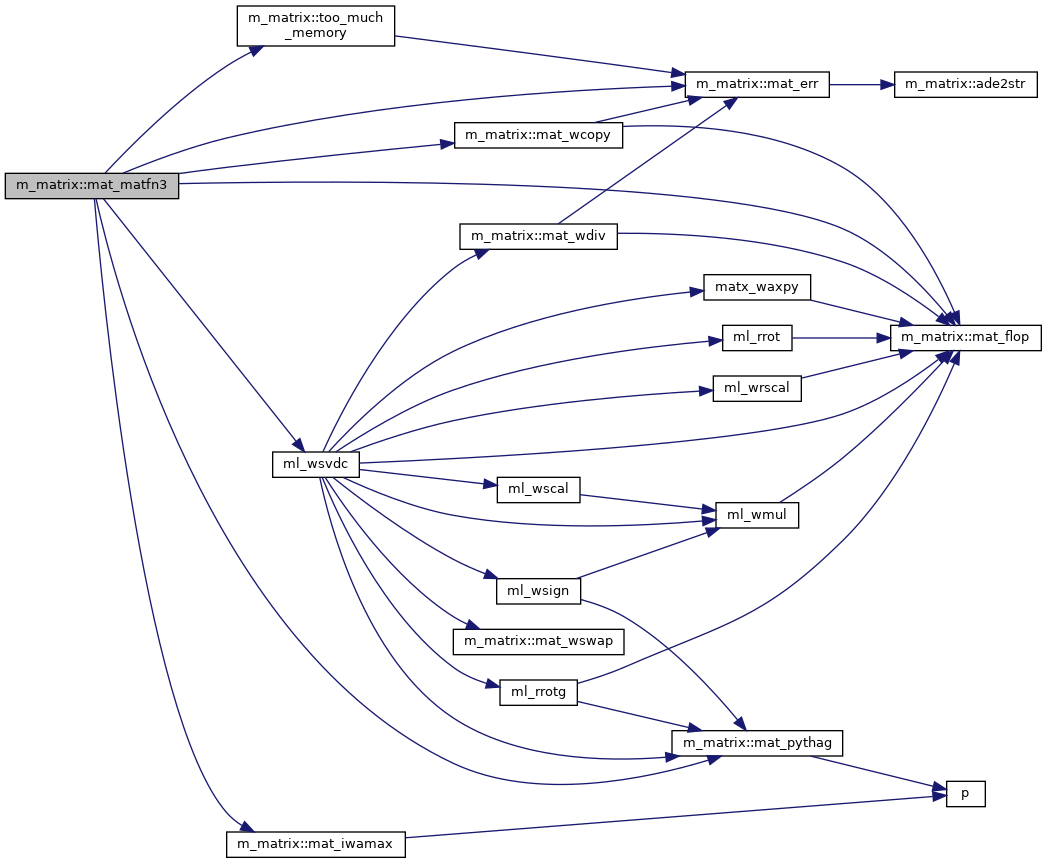 m_matrix::too_much
_memory
m_matrix::mat_err
m_matrix::ade2str
m_matrix::mat_wcopy
m_matrix::mat_matfn3
m_matrix::mat_wdiv
matx_waxpy
ml_rrot
m_matrix::mat_flop
ml_wrscal
ml_wsvdc
ml_wscal
ml_wmul
ml_wsign
m_matrix::mat_wswap
ml_rrotg
m_matrix::mat_pythag
p
m_matrix::mat_iwamax